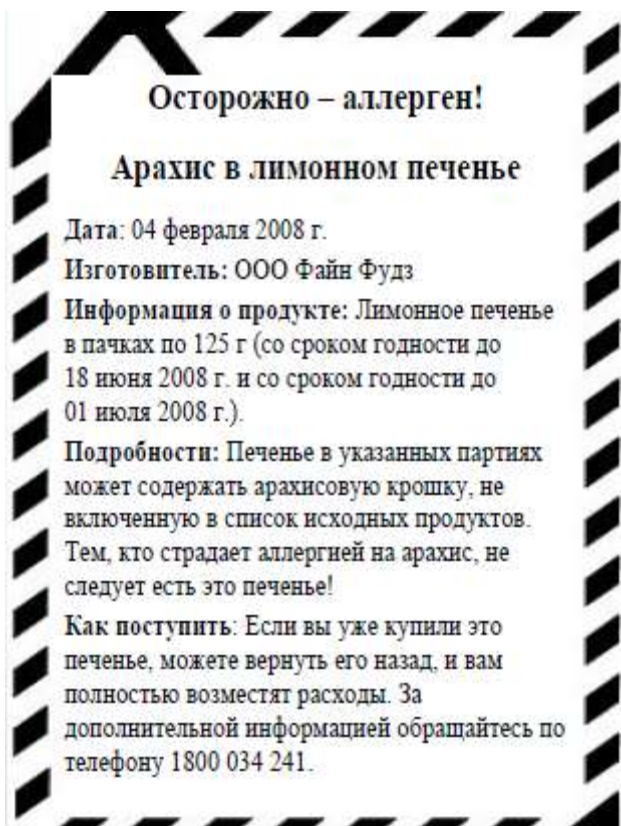 Осторожно – аллерген!
Арахис в лимонном печенье
Дата: 04 февраля 2008 г.
Изготовитель: ООО Файн Фудз
Информация о продукте: Лимонное печенье
в пачках по 125 г (со сроком годности до
18 июня 2008 г. и со сроком годности до
01 июля 2008 г.).
Подробности: Печенье в указанных партиях
может содержать арахисовую крошку, не
включенную в список исходных продуктов.
Тем, кто страдает аллергией на арахис, не
следует есть это печенье!
Как поступить: Если вы уже купили это
печенье, можете вернуть его назад, и вам
полностью возместят расходы. За
дополнительной информацией обращайтесь по
телефону 1800 034 241.